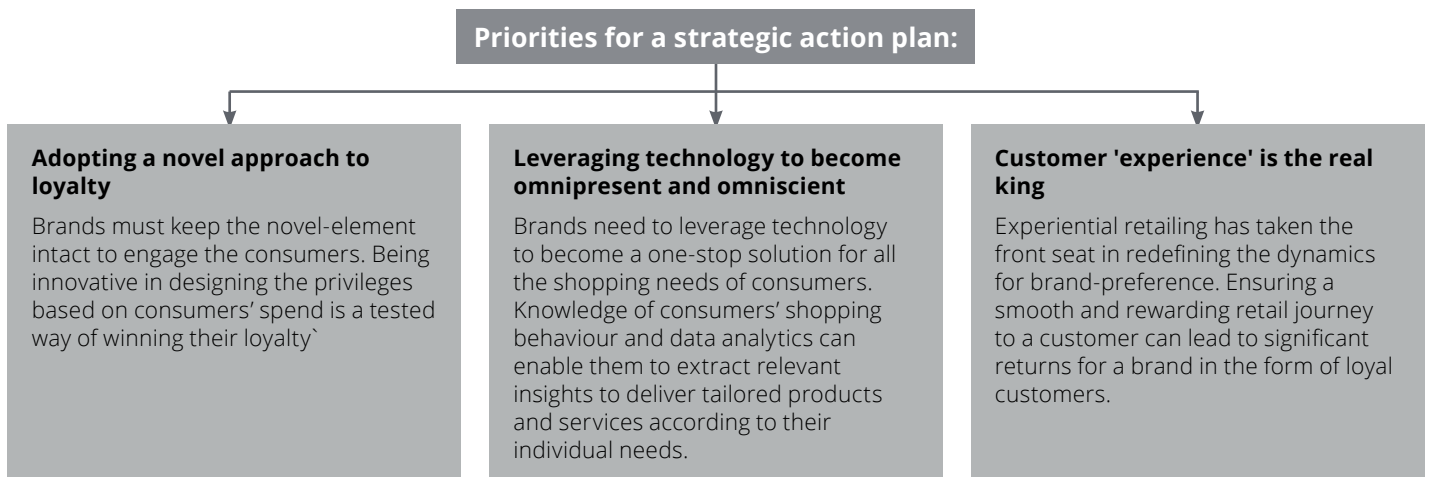 Priorities for a strategic action plan:
Adopting a novel approach to
loyalty
Brands must keep the novel-element
intact to engage the consumers. Being
innovative in designing the privileges
based on consumers’ spend is a tested
way of winning their loyalty`
Leveraging technology to become
omnipresent and omniscient
Brands need to leverage technology
to become a one-stop solution for all
the shopping needs of consumers.
Knowledge of consumers’ shopping
behaviour and data analytics can
enable them to extract relevant
insights to deliver tailored products
and services according to their
individual needs.
Customer 'experience' is the real
king
Experiential retailing has taken the
front seat in redefining the dynamics
for brand-preference. Ensuring a
smooth and rewarding retail journey
to a customer can lead to significant
returns for a brand in the form of loyal
customers.